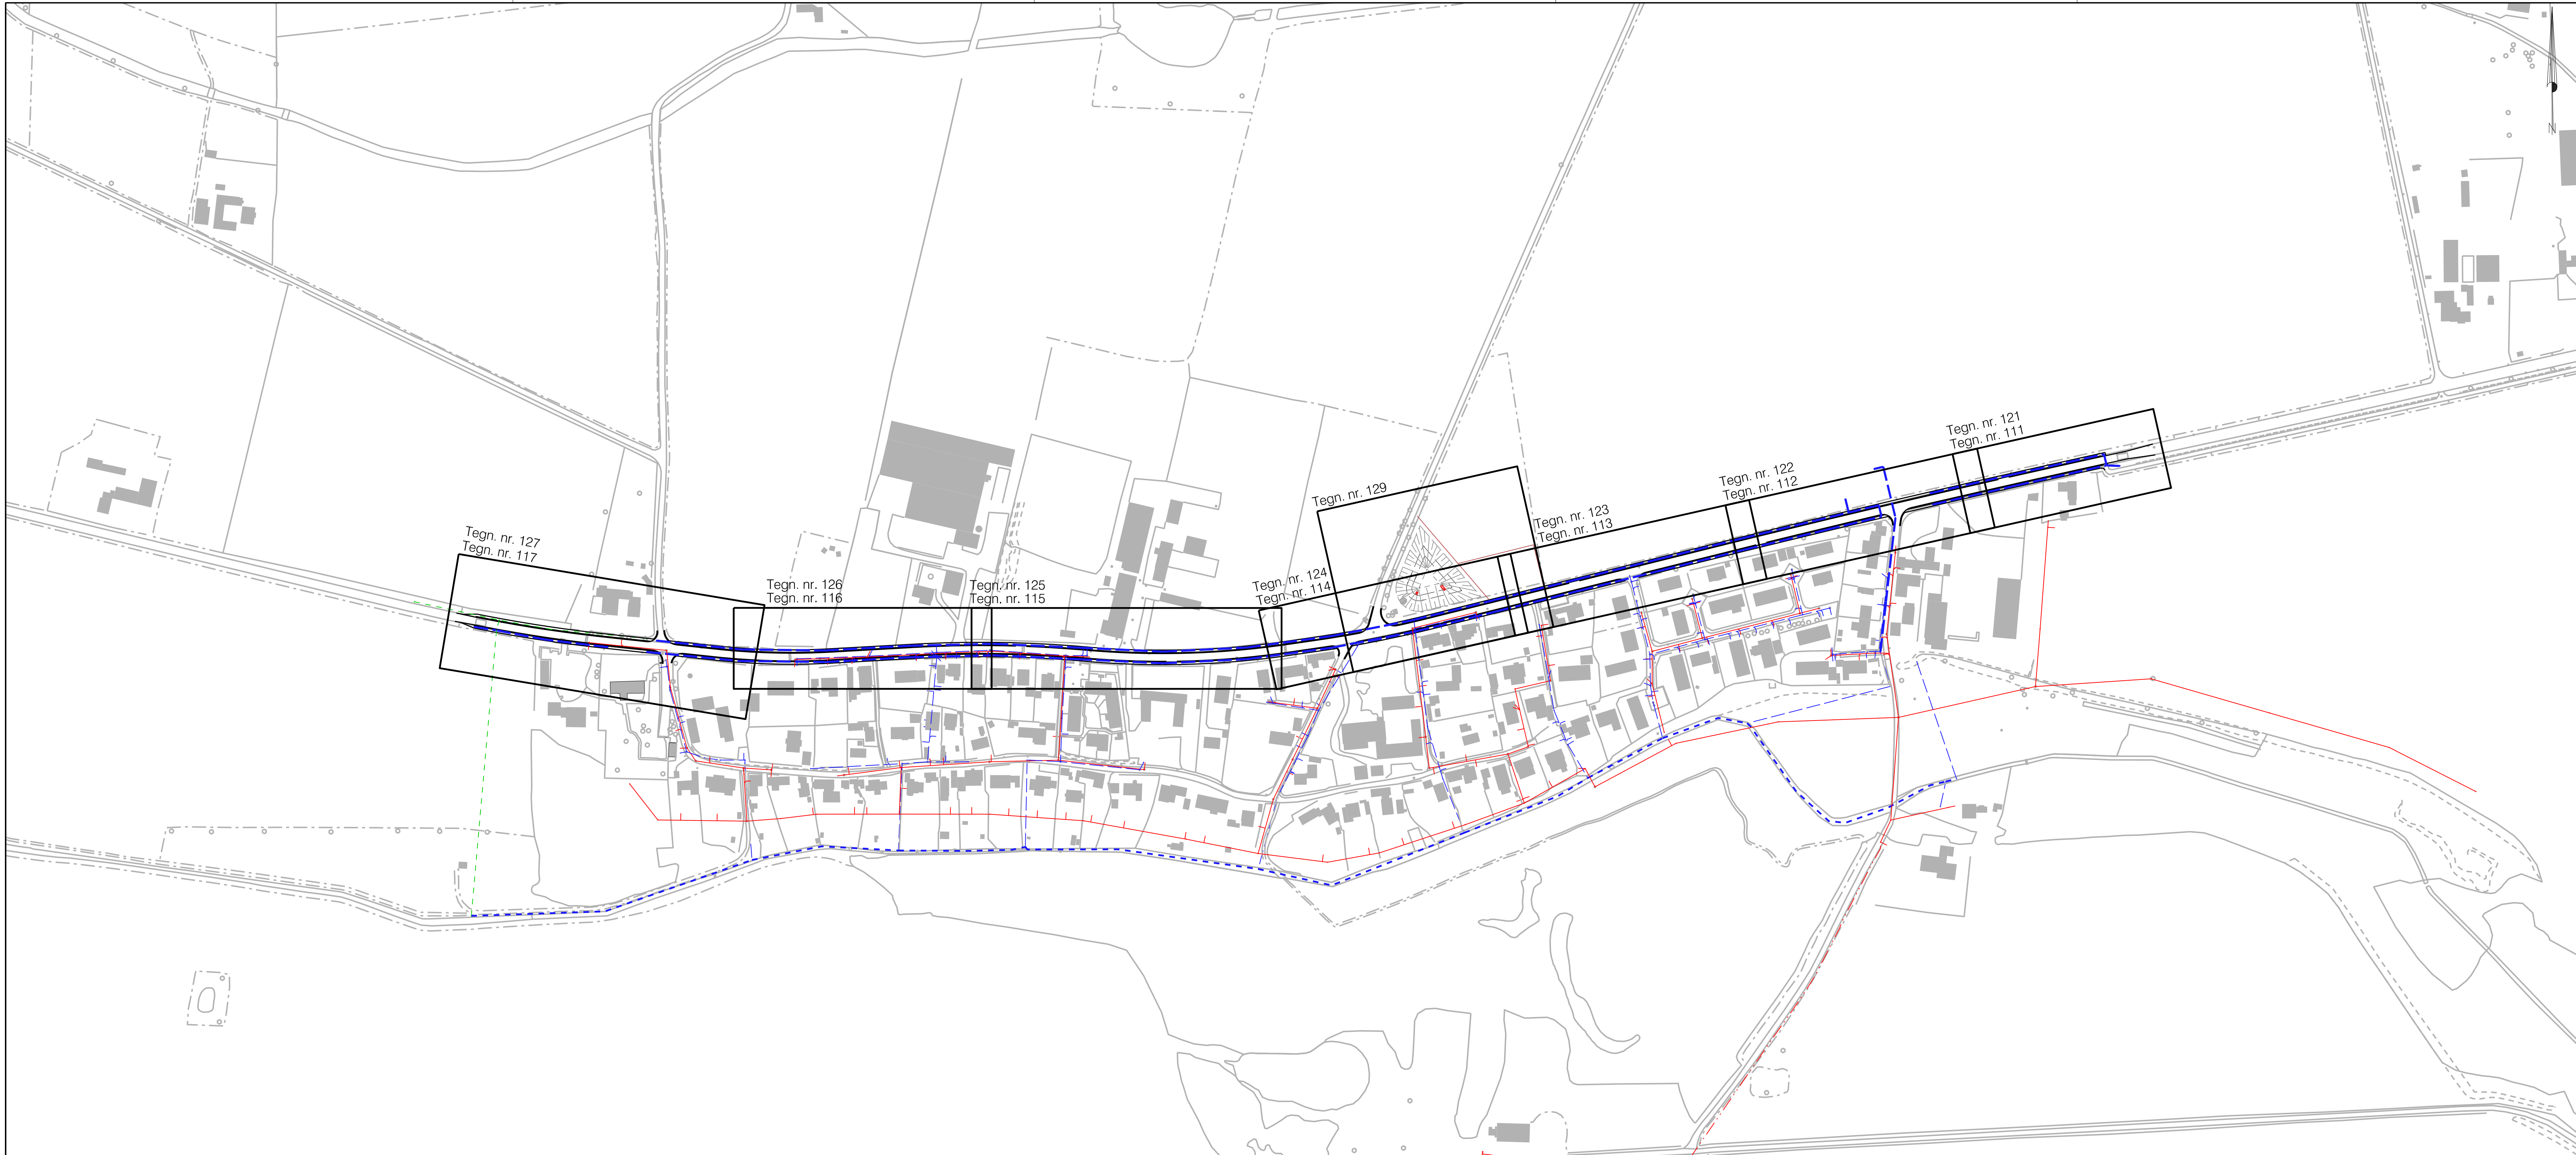 Tegn. nr. 127
Tegn. nr. 117
Tegn. nr. 126
Tegn. nr. 116
Tegn. nr. 125
Tegn. nr. 115
Tegn. nr. 124
Tegn. nr. 114
Tegn. nr. 129
Tegn. nr. 123
Tegn. nr. 113
Tegn. nr. 122
Tegn. nr. 112
Tegn. nr. 121
Tegn. nr. 111
N